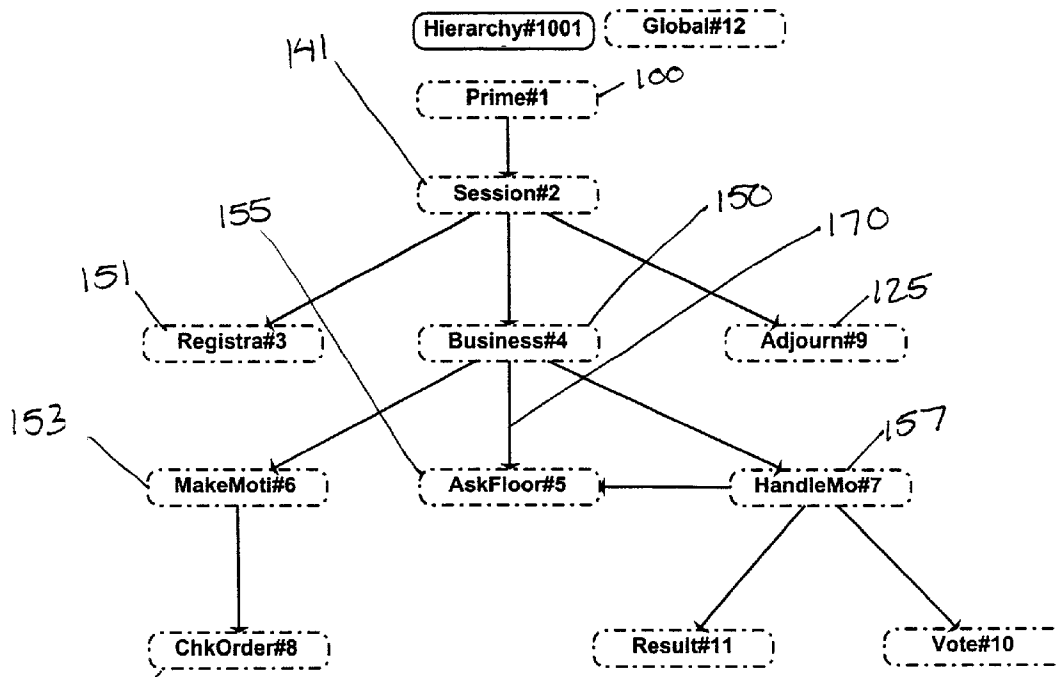 Hierarchy#1001 Global#12
141
Prime#1 100
Session#2
155 150 170
151 125
Registra#3 Business#4 Adjourn#9
153 157
MakeMoti#6 AskFloor#5 HandleMo#7
ChkOrder#8 Result#11 Vote#10